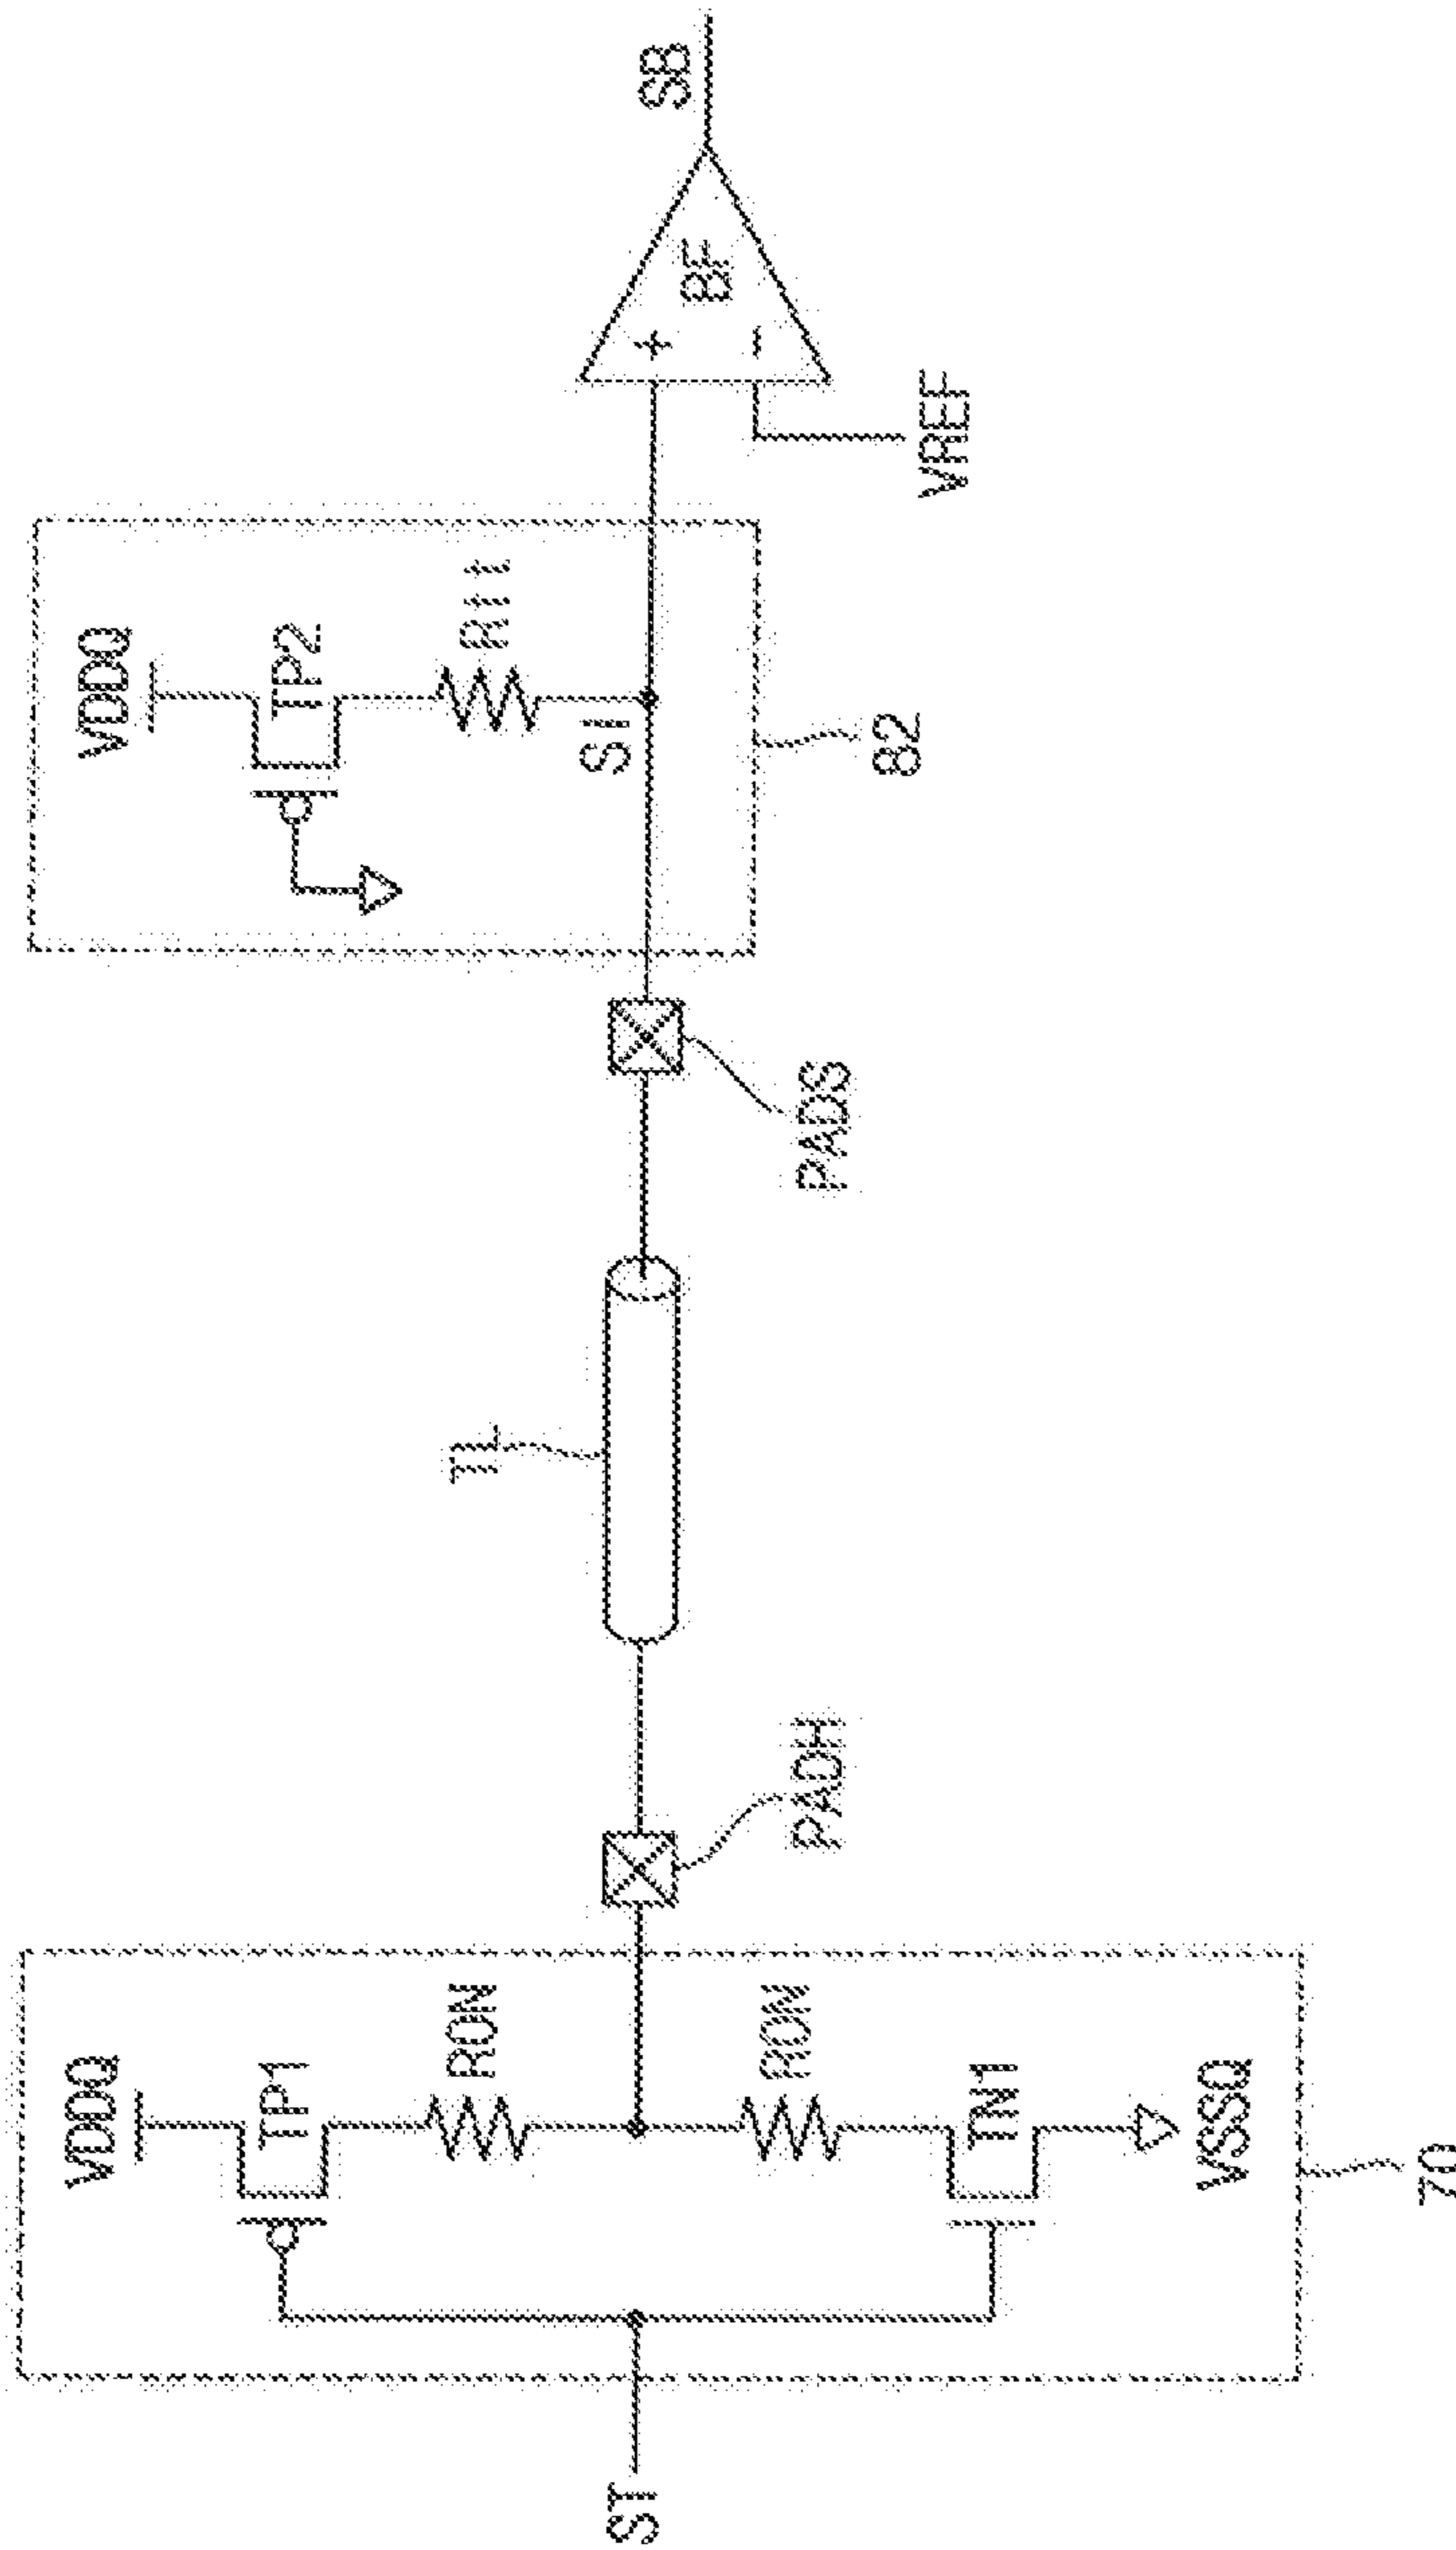 VDDQ
TP1
RON
RON
TN1
VSSQ
ST
70
PADH
TL
PADS
VDDQ
TP2
Rtt
SI
82
VREF
+
-
BF
SB